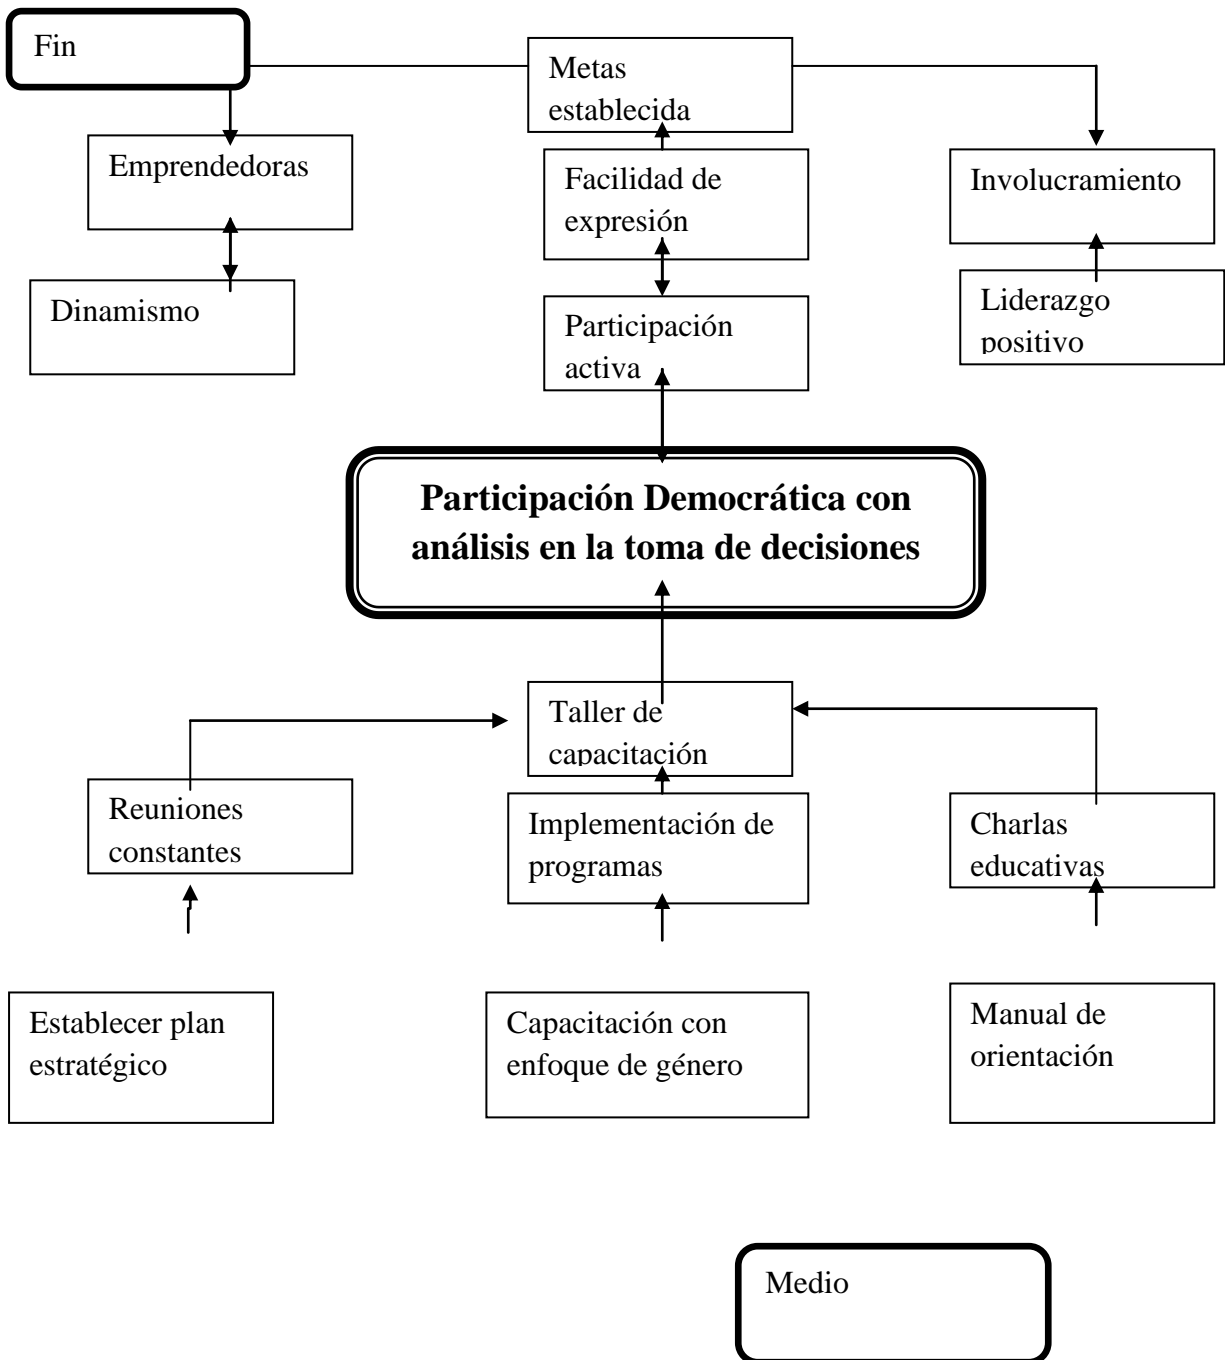 Fin
Metas
establecida
Emprendedoras
Facilidad de
expresión
Involucramiento
Dinamismo
Participación
activa
Liderazgo
positivo
Participación Democrática con
análisis en la toma de decisiones
Taller de
capacitación
Reuniones
constantes
Implementación de
programas
Charlas
educativas
Establecer plan
estratégico
Capacitación con
enfoque de género
Manual de
orientación
Medio